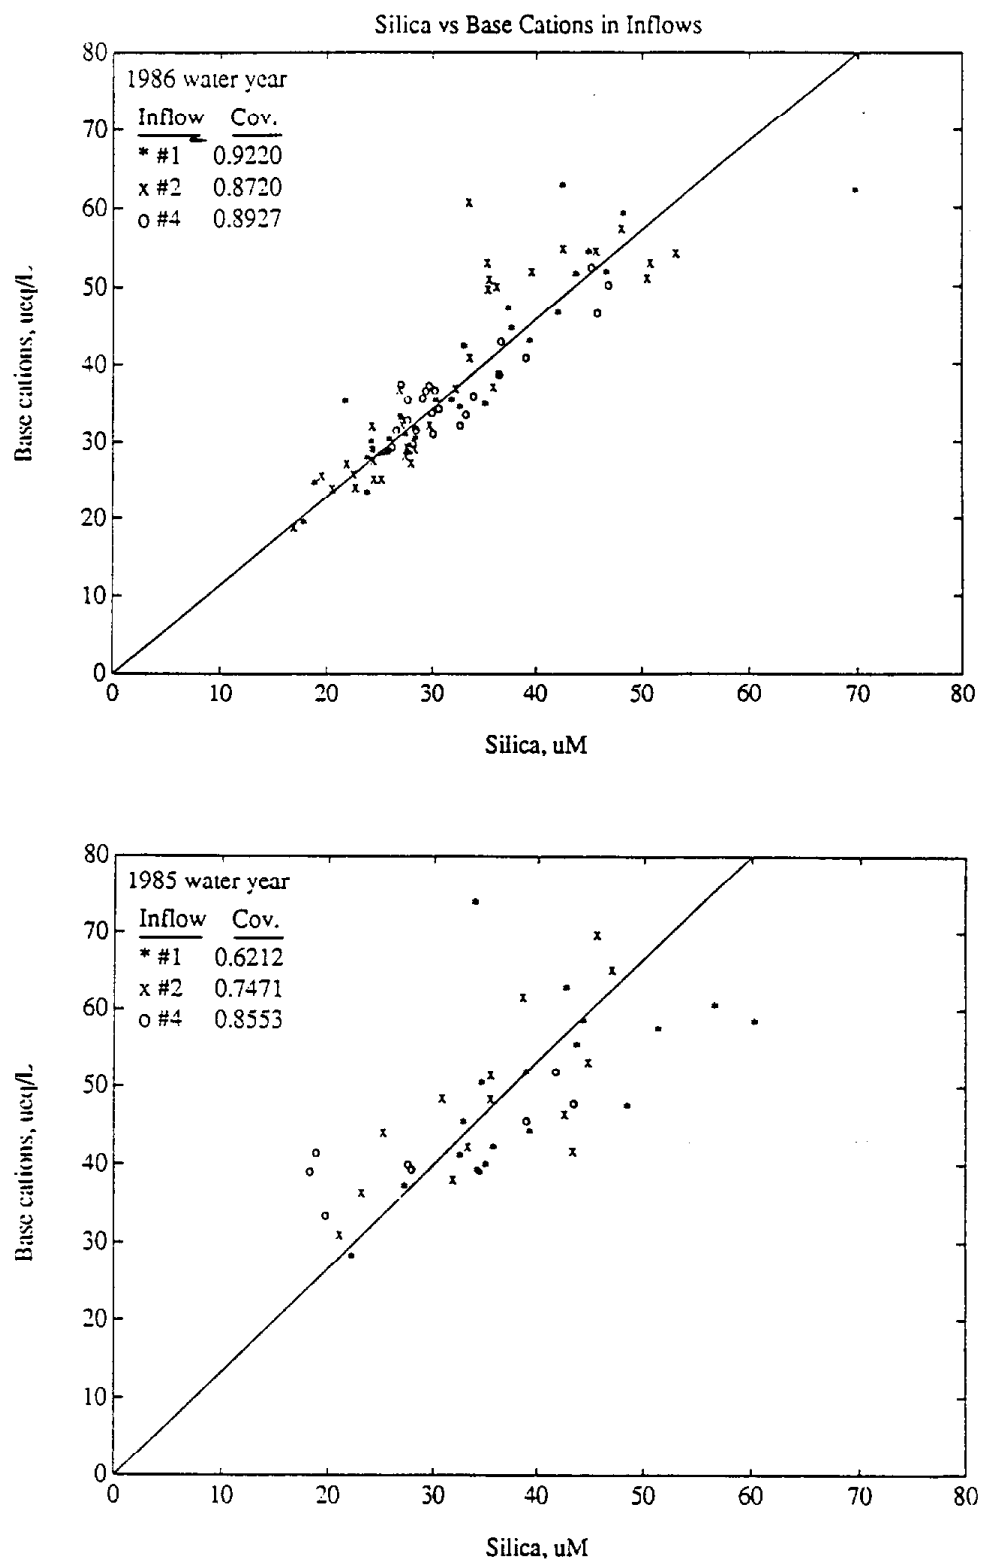 Silica vs Base Cations in Inflows
80
1986 water year
Inflow Cov.
* #1 0.9220
x #2 0.8720
o #4 0.8927
70
60
50
40
30
20
10
0
Base cations, ueq/L
0 10 20 30 40 50 60 70 80
Silica, uM
80
1985 water year
Inflow Cov.
* #1 0.6212
x #2 0.7471
o #4 0.8553
70
60
50
40
30
20
10
0
Base cations, ueq/L
0 10 20 30 40 50 60 70 80
Silica, uM